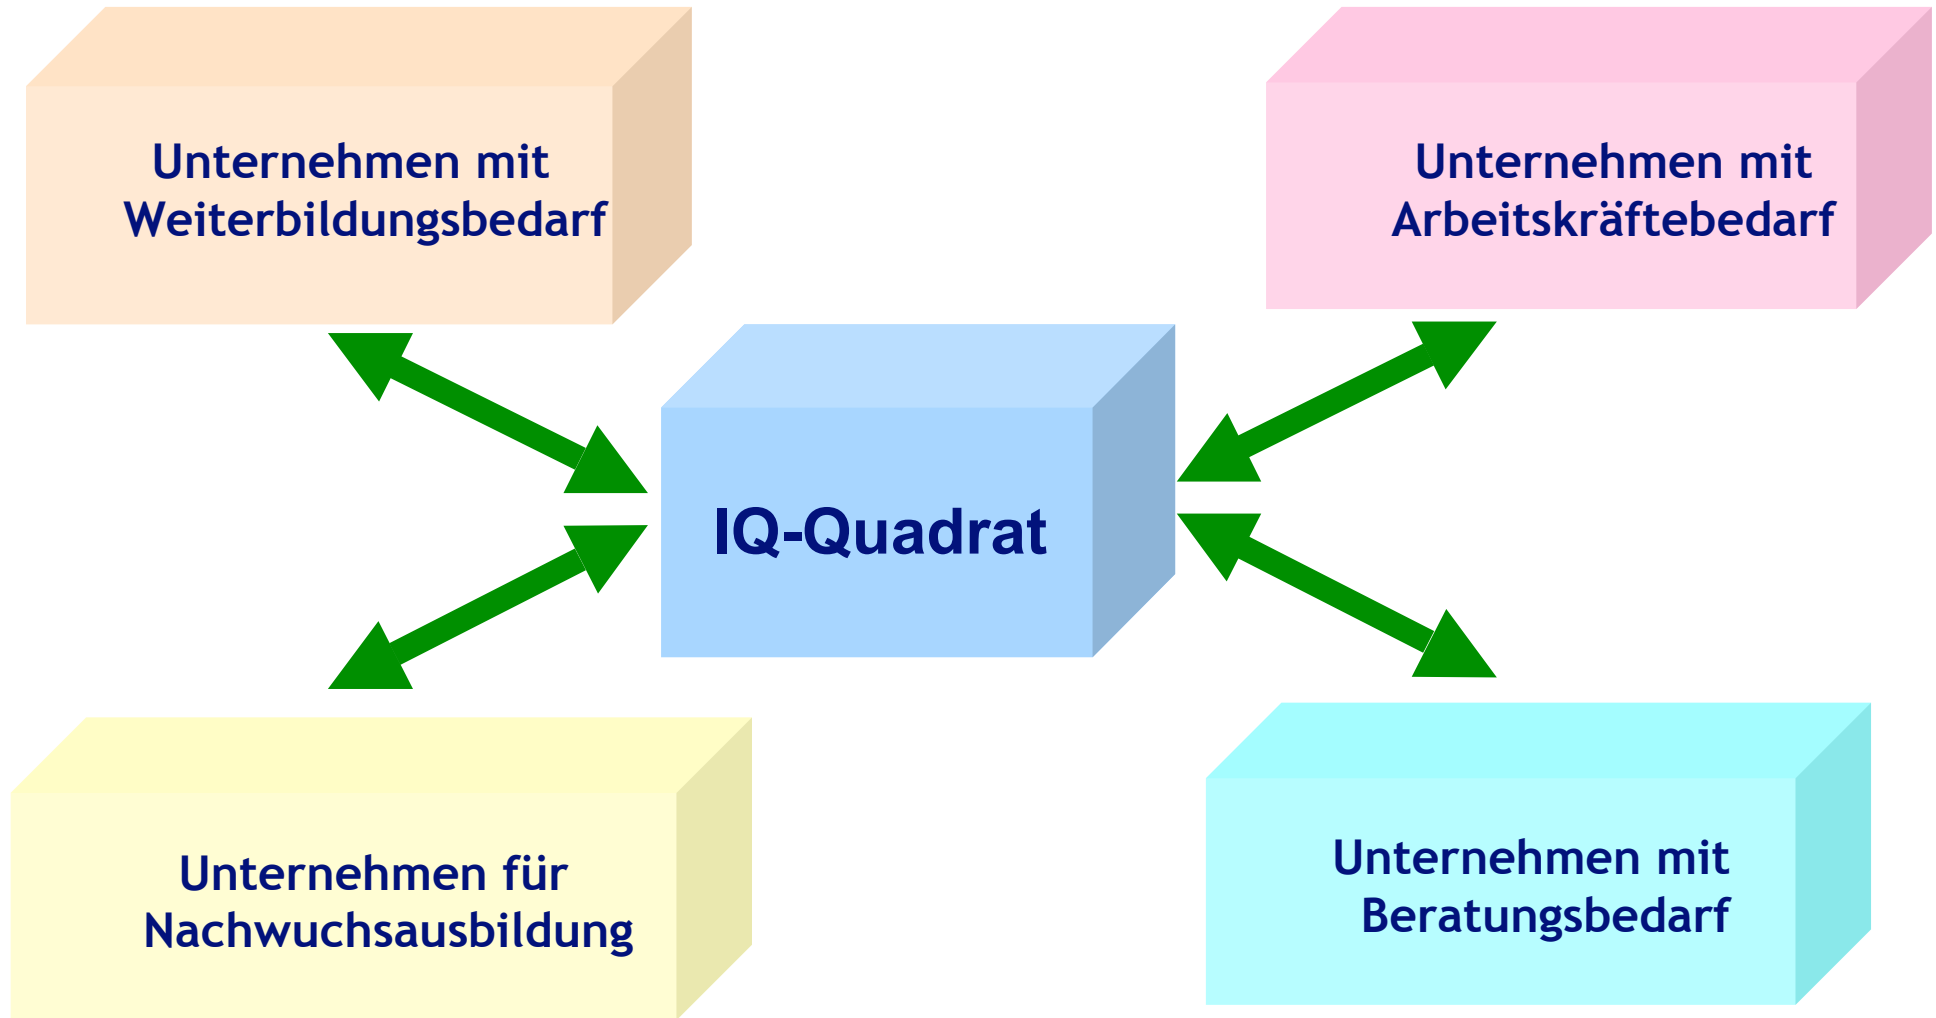 Unternehmen mit
Weiterbildungsbedarf
Unternehmen mit
Arbeitskräftebedarf
IQ-Quadrat
Unternehmen für
Nachwuchsausbildung
Unternehmen mit
Beratungsbedarf